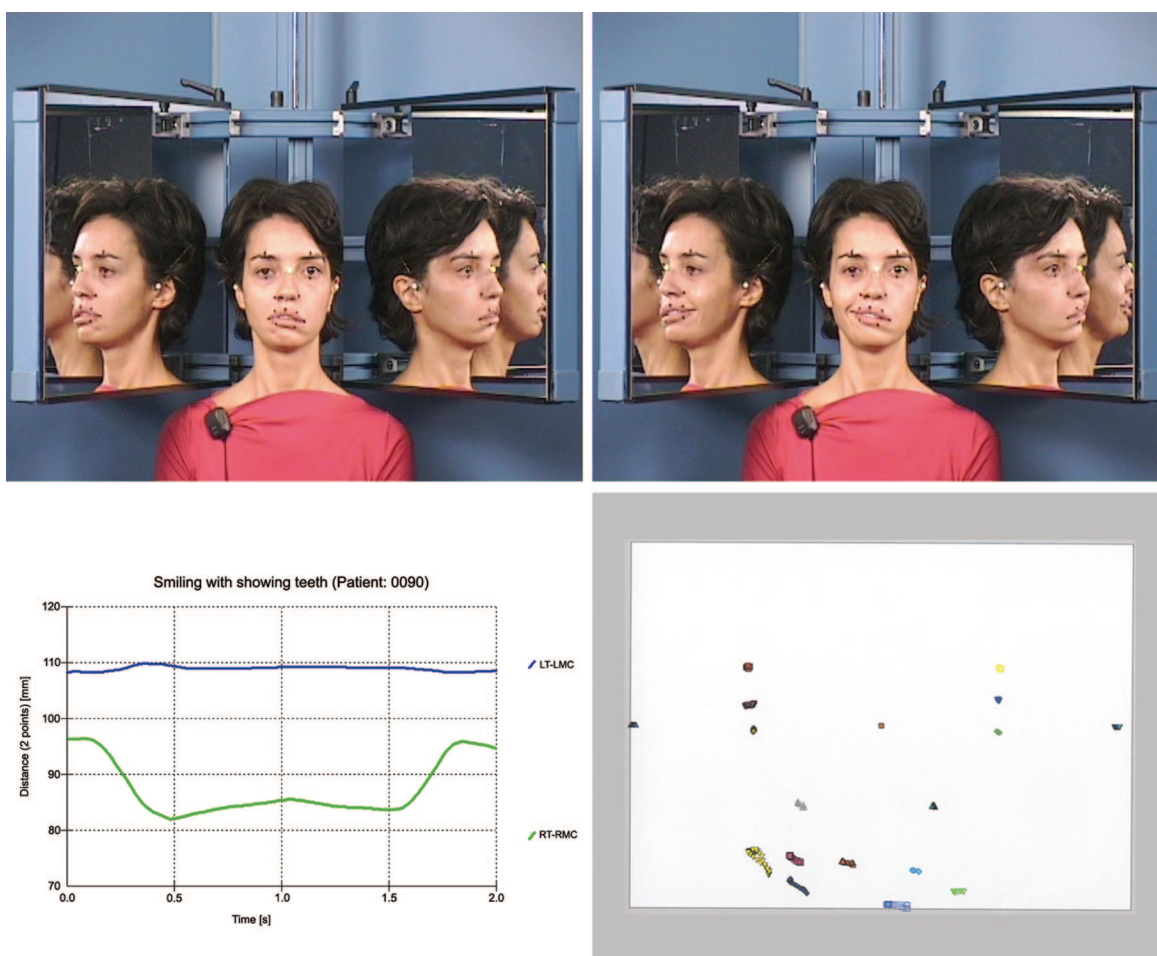 Smiling with showing teeth (Patient: 0090)
120
110
100
90
80
70
0.0 0.5 1.0 1.5 2.0
Distance (2 points) [mm]
Time [s]
LT-LMC
RT-RMC